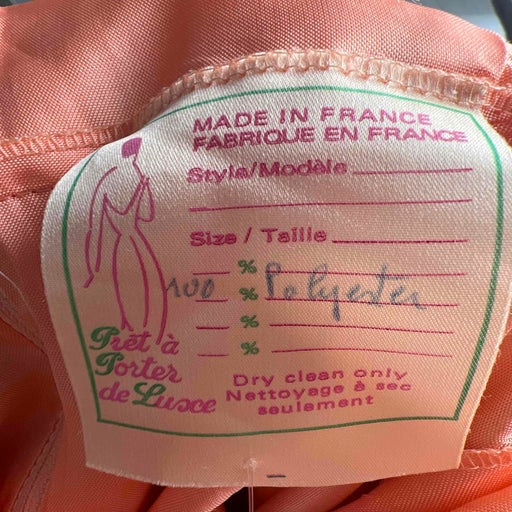 MADE IN FRANCE
FABRIQUE EN FRANCE
Style/Modèle
Size / Taille
%
100 % Polyester
%
%
Prêt à
Porter
de Luxe
Dry clean only
Nettoyage à sec
seulement